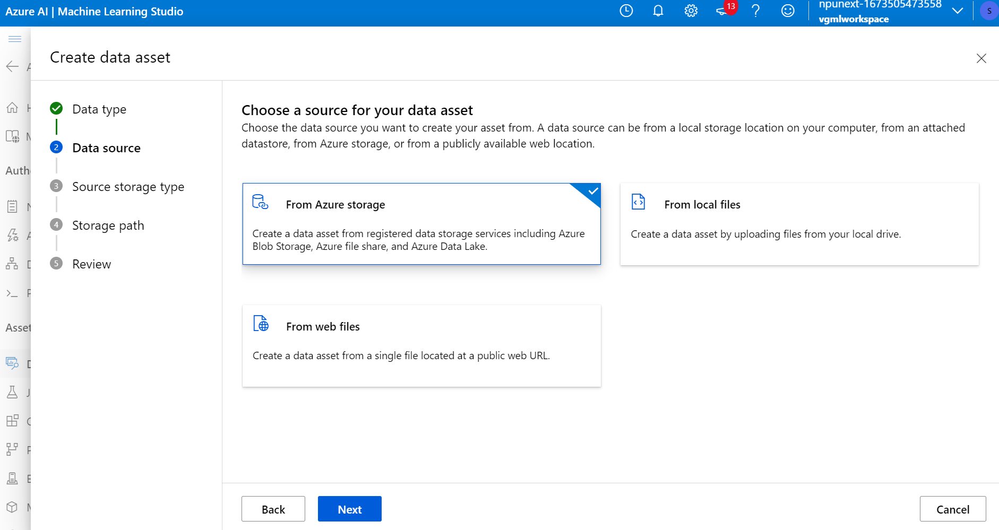 Azure AI | Machine Learning Studio
13
npunext-1673505473558
vgmlworkspace
S
Create data asset
Data type
2 Data source
3 Source storage type
4 Storage path
5 Review
Choose a source for your data asset
Choose the data source you want to create your asset from. A data source can be from a local storage location on your computer, from an attached
datastore, from Azure storage, or from a publicly available web location.
From Azure storage
Create a data asset from registered data storage services including Azure
Blob Storage, Azure file share, and Azure Data Lake.
From local files
Create a data asset by uploading files from your local drive.
From web files
Create a data asset from a single file located at a public web URL.
Back
Next
Cancel